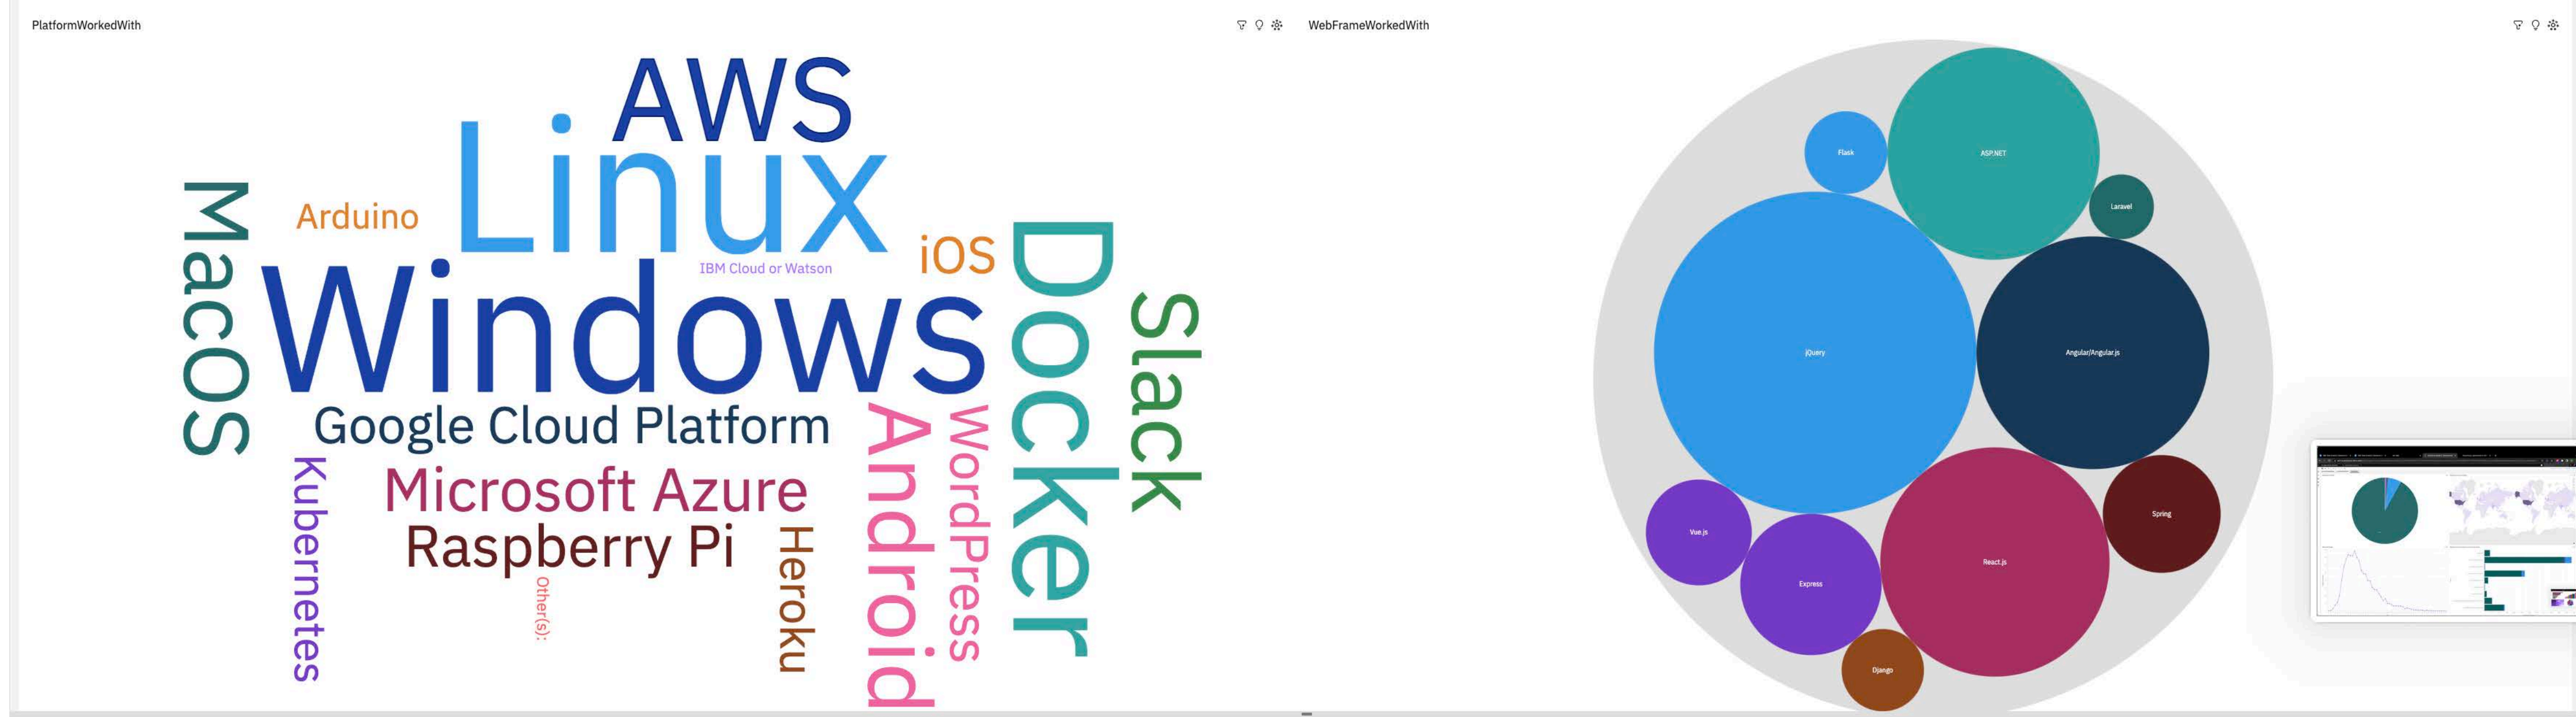 PlatformWorkedWith
AWS
Linux
MacOS
Arduino
iOS
IBM Cloud or Watson
Windows
Docker
Slack
Google Cloud Platform
Android
WordPress
Kubernetes
Microsoft Azure
Raspberry Pi
Heroku
Other(s):
WebFrameWorkedWith
Flask
ASP.NET
Laravel
jQuery
Angular/Angular.js
Vue.js
Spring
React.js
Express
Django